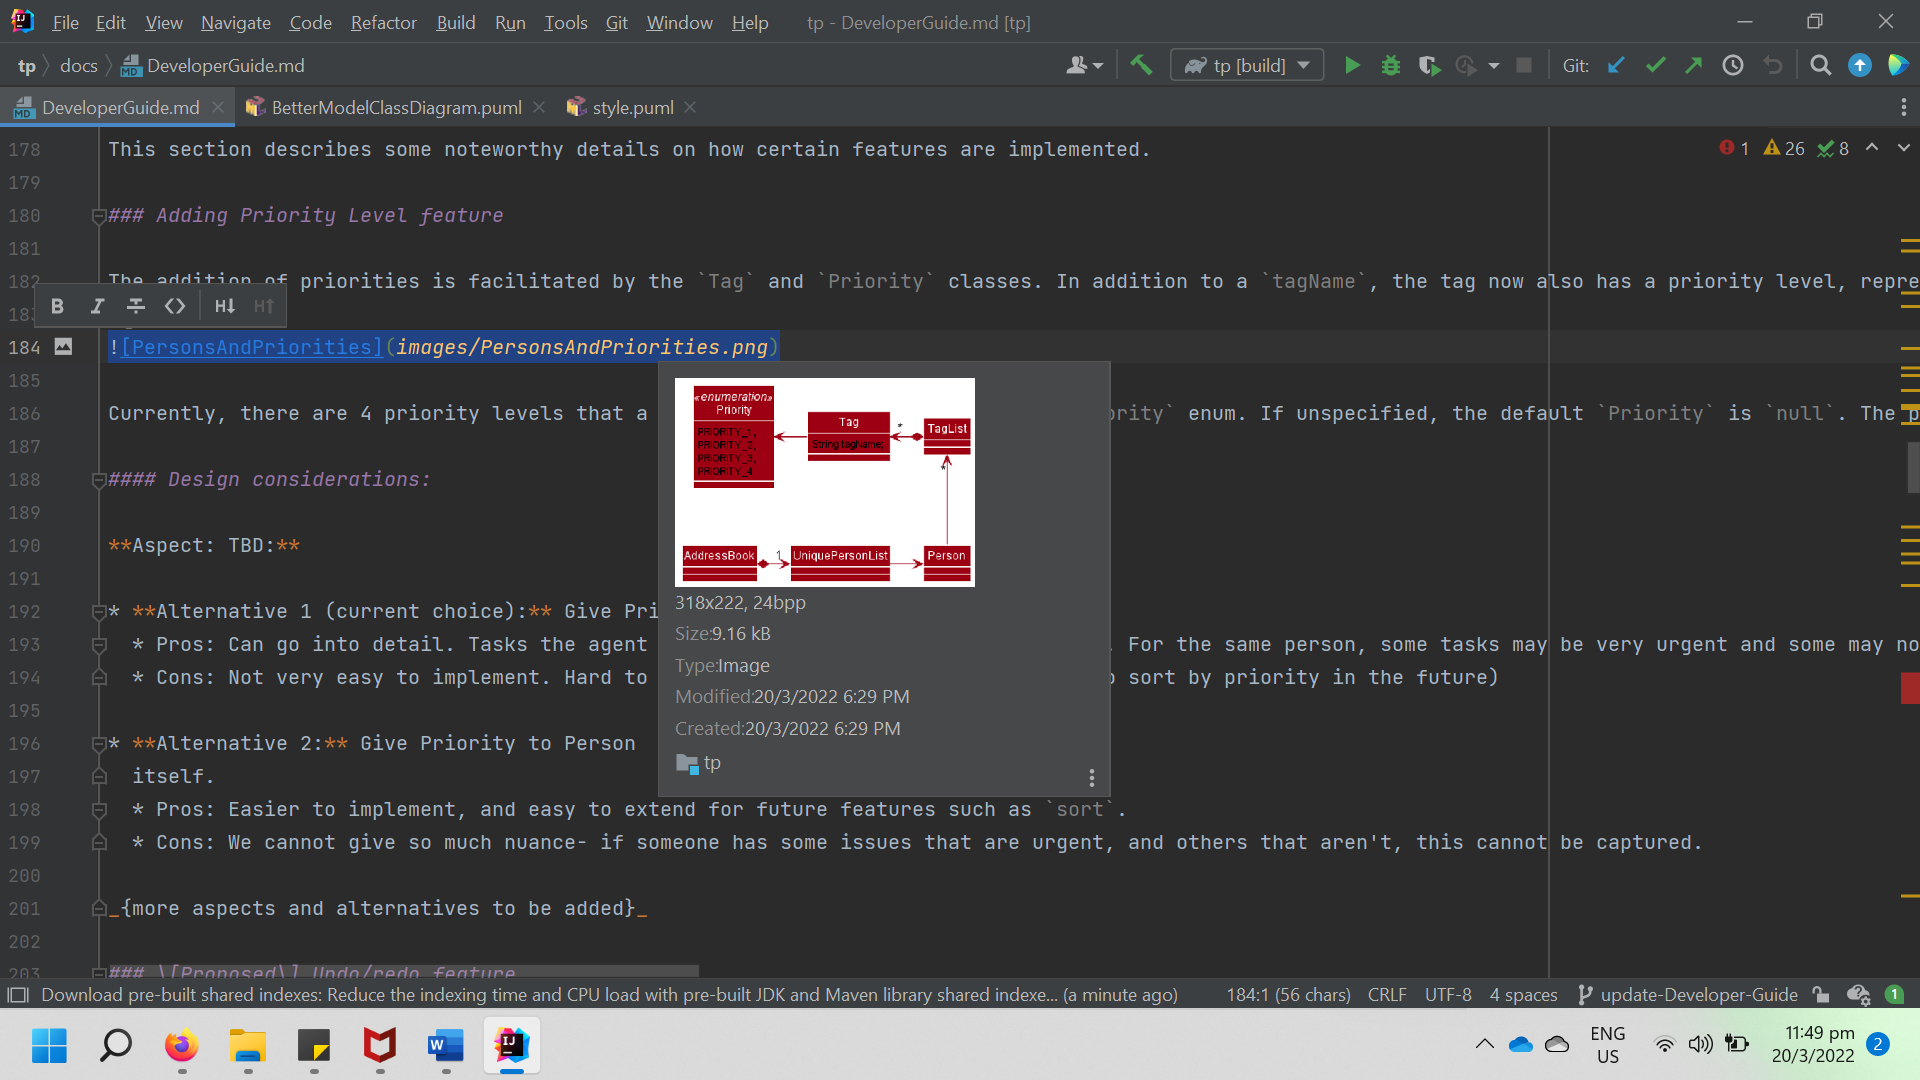 File Edit View Navigate Code Refactor Build Run Tools Git Window Help tp - DeveloperGuide.md [tp]
tp docs DeveloperGuide.md tp [build] Git:
DeveloperGuide.md BetterModelClassDiagram.puml style.puml
178 This section describes some noteworthy details on how certain features are implemented.
1 26 8
179
180 ### Adding Priority Level feature
181
182 The addition of priorities is facilitated by the `Tag` and `Priority` classes. In addition to a `tagName`, the tag now also has a priority level, repre
183
B I H↓ H↑
184 ![PersonsAndPriorities](images/PersonsAndPriorities.png)
185
186 Currently, there are 4 priority levels that a ority` enum. If unspecified, the default `Priority` is `null`. The p
187
188 #### Design considerations:
189
190 **Aspect: TBD:**
191
192 * **Alternative 1 (current choice):** Give Pri
193 * Pros: Can go into detail. Tasks the agent . For the same person, some tasks may be very urgent and some may no
194 * Cons: Not very easy to implement. Hard to o sort by priority in the future)
195
196 * **Alternative 2:** Give Priority to Person
197 itself.
198 * Pros: Easier to implement, and easy to extend for future features such as `sort`.
199 * Cons: We cannot give so much nuance- if someone has some issues that are urgent, and others that aren't, this cannot be captured.
200
201 _{more aspects and alternatives to be added}_
202
203 ### \[Proposed\] Undo/redo feature
«enumeration»
Priority
PRIORITY_1,
PRIORITY_2,
PRIORITY_3,
PRIORITY_4
Tag
String tagName;
*
TagList
*
AddressBook 1 UniquePersonList Person
318x222, 24bpp
Size:9.16 kB
Type:Image
Modified:20/3/2022 6:29 PM
Created:20/3/2022 6:29 PM
tp
Download pre-built shared indexes: Reduce the indexing time and CPU load with pre-built JDK and Maven library shared indexe... (a minute ago) 184:1 (56 chars) CRLF UTF-8 4 spaces update-Developer-Guide 1
ENG
US
11:49 pm
20/3/2022
2